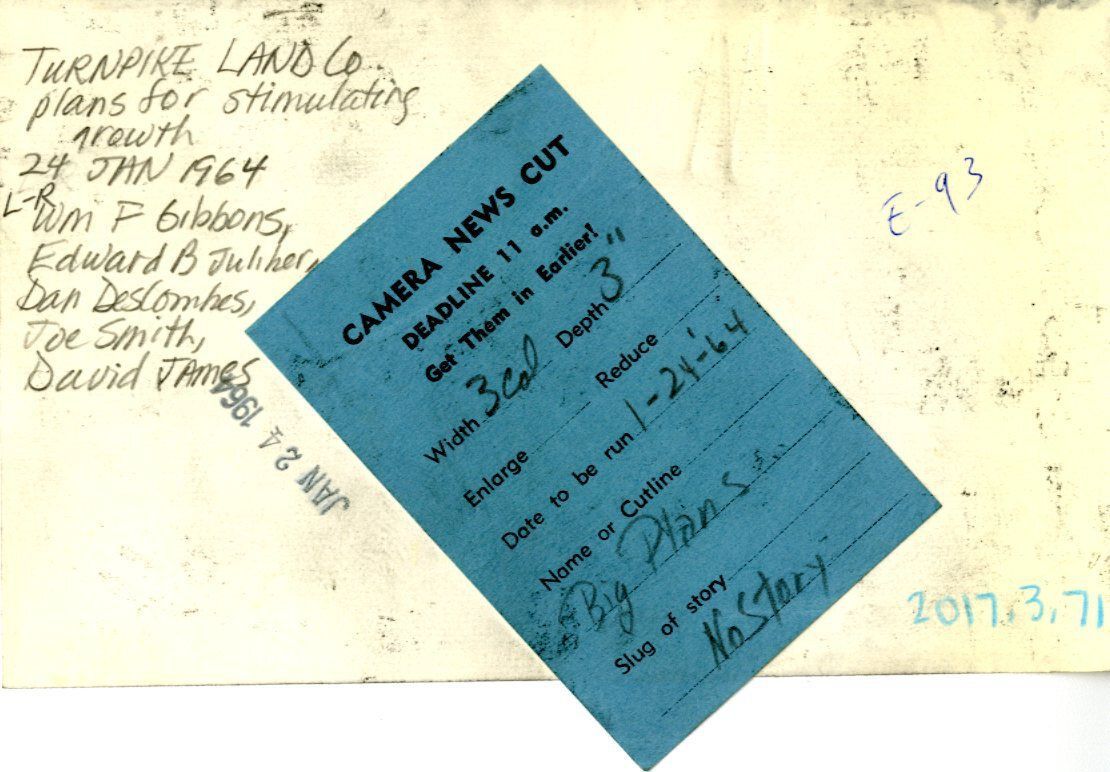 TURNPIKE LAND Co.
plans for stimulating
growth
24 JAN 1964
L-R
Wm F Gibbons,
Edward B Juliher,
Dan DesCombes,
Joe Smith,
David JAMES
JAN 24 1964
CAMERA NEWS CUT
DEADLINE 11 a.m.
Get Them in Earlier!
Width 3 col Depth 3"
Enlarge Reduce
Date to be run 1-24-'64
Name or Cutline
Big Plans . . .
Slug of story
No Story
E-93
2017.3.71